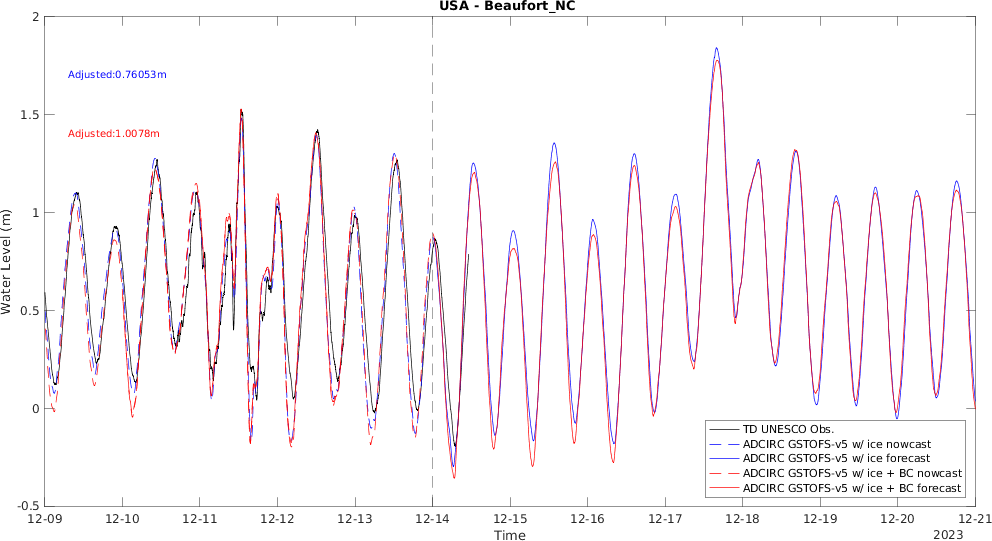 USA - Beaufort_NC
2
1.5
1
0.5
0
-0.5
Water Level (m)
Adjusted:0.76053m
Adjusted:1.0078m
TD UNESCO Obs.
ADCIRC GSTOFS-v5 w/ ice nowcast
ADCIRC GSTOFS-v5 w/ ice forecast
ADCIRC GSTOFS-v5 w/ ice + BC nowcast
ADCIRC GSTOFS-v5 w/ ice + BC forecast
12-09 12-10 12-11 12-12 12-13 12-14 12-15 12-16 12-17 12-18 12-19 12-20 12-21
Time
2023